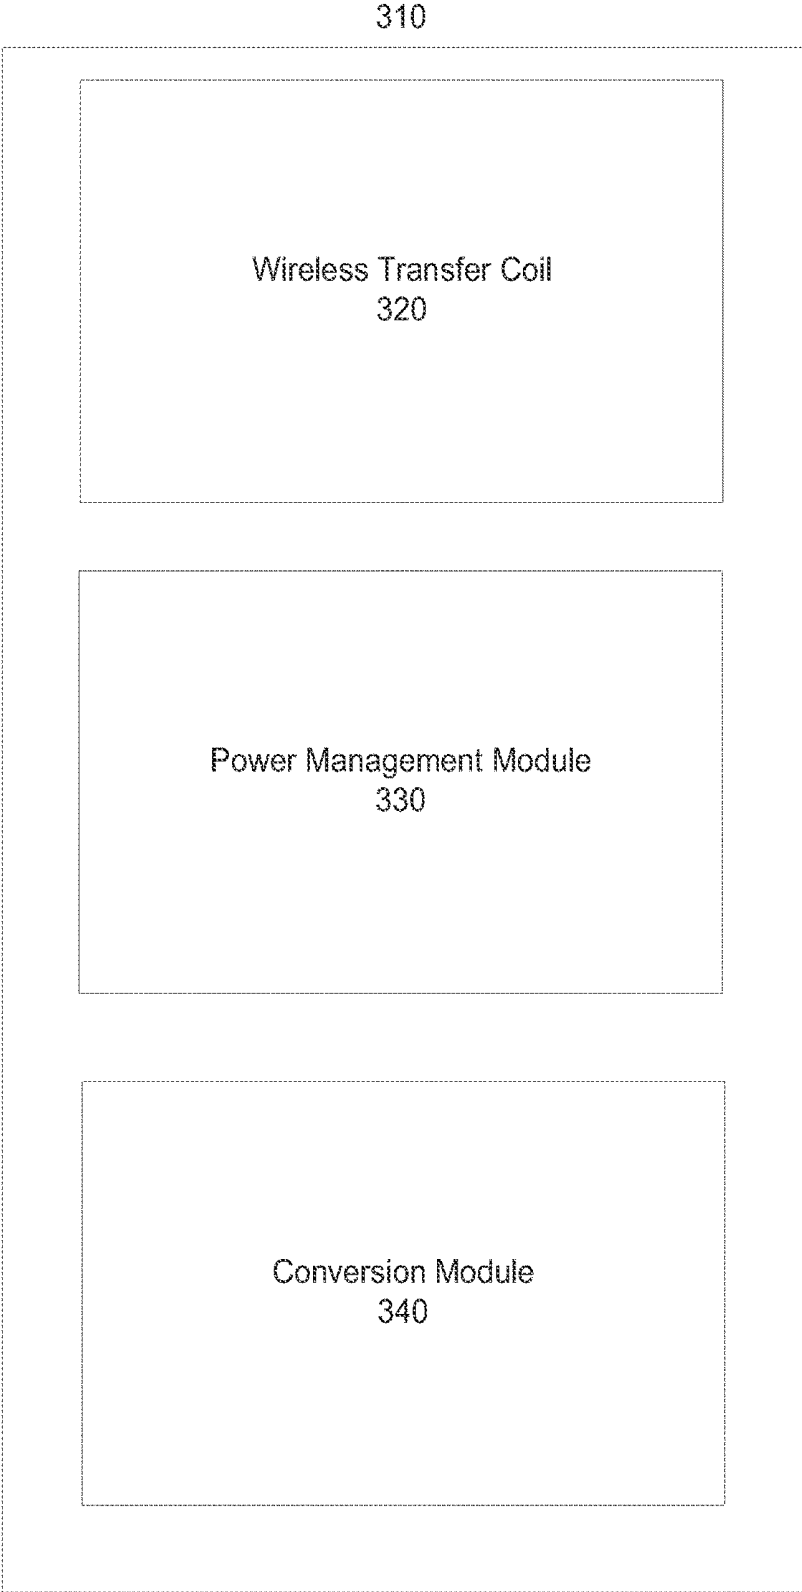 310
Wireless Transfer Coil
320
Power Management Module
330
Conversion Module
340